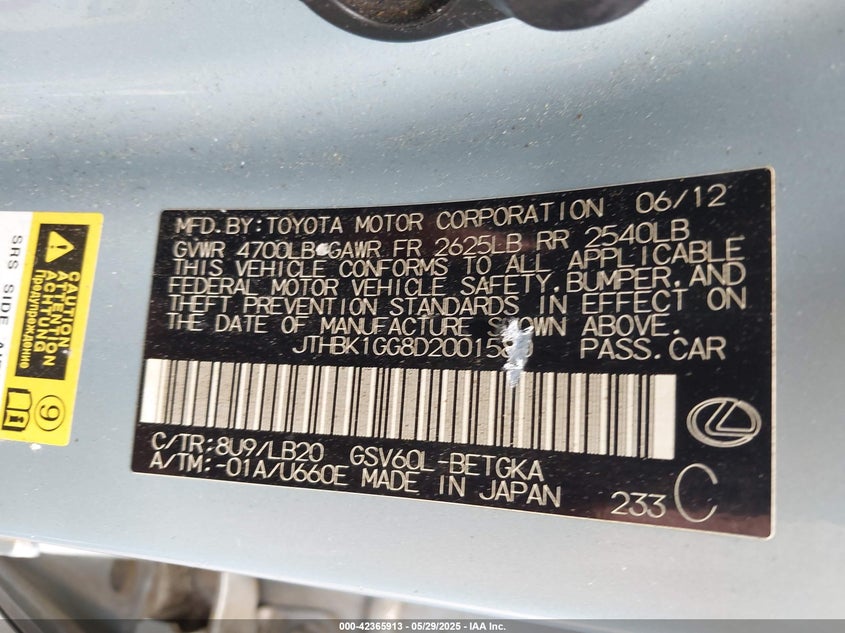 MFD.BY:TOYOTA MOTOR CORPORATION 06/12
GVWR 4700LB GAWR FR 2625LB RR 2540LB
THIS VEHICLE CONFORMS TO ALL APPLICABLE
FEDERAL MOTOR VEHICLE SAFETY,BUMPER,AND
THEFT PREVENTION STANDARDS IN EFFECT ON
THE DATE OF MANUFACTURE SHOWN ABOVE.
PASS.CAR
C/TR:8U9/LB20 GSV60L-BETGKA
A/TM:-01A/U660E MADE IN JAPAN
233 C
CAUTION
ATTENTION
ACHTUNG
Предупреждение
9
SRS SIDE
000-42365913 - 05/29/2025 - IAA Inc.